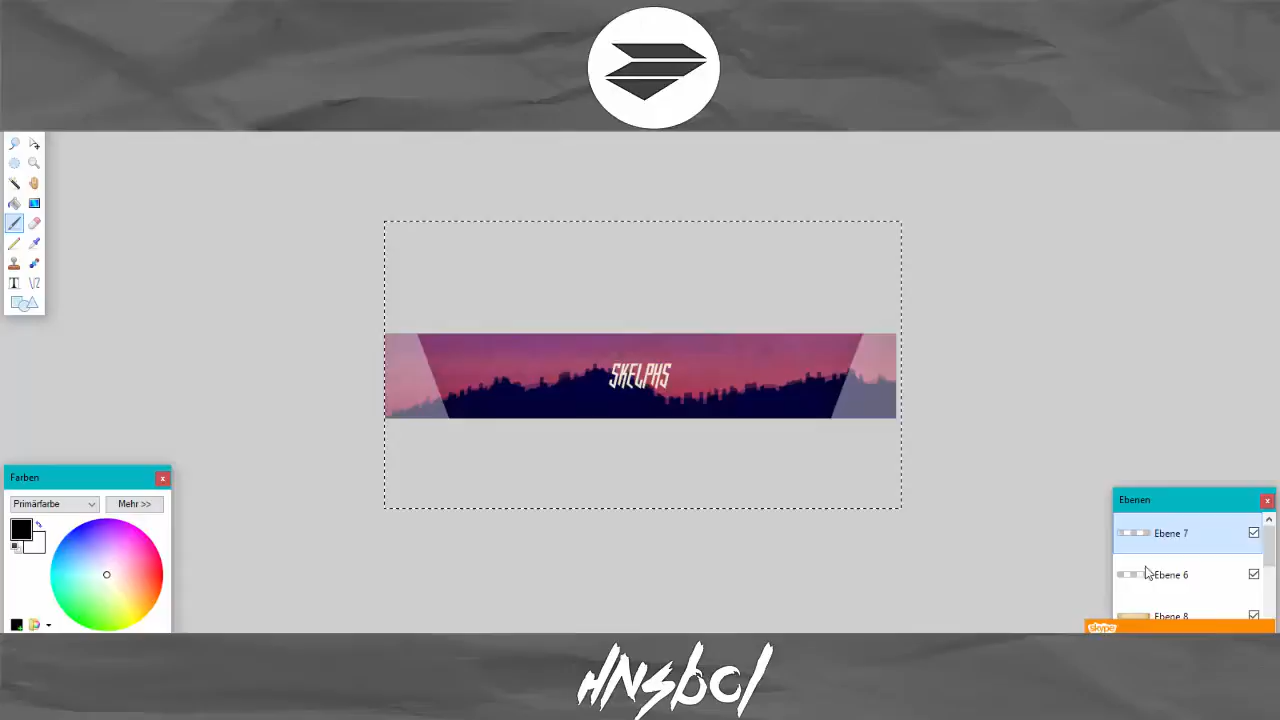 SKELPHS
Farben
Primärfarbe
Mehr >>
Ebenen
Ebene 7
Ebene 6
Ebene 8
skype